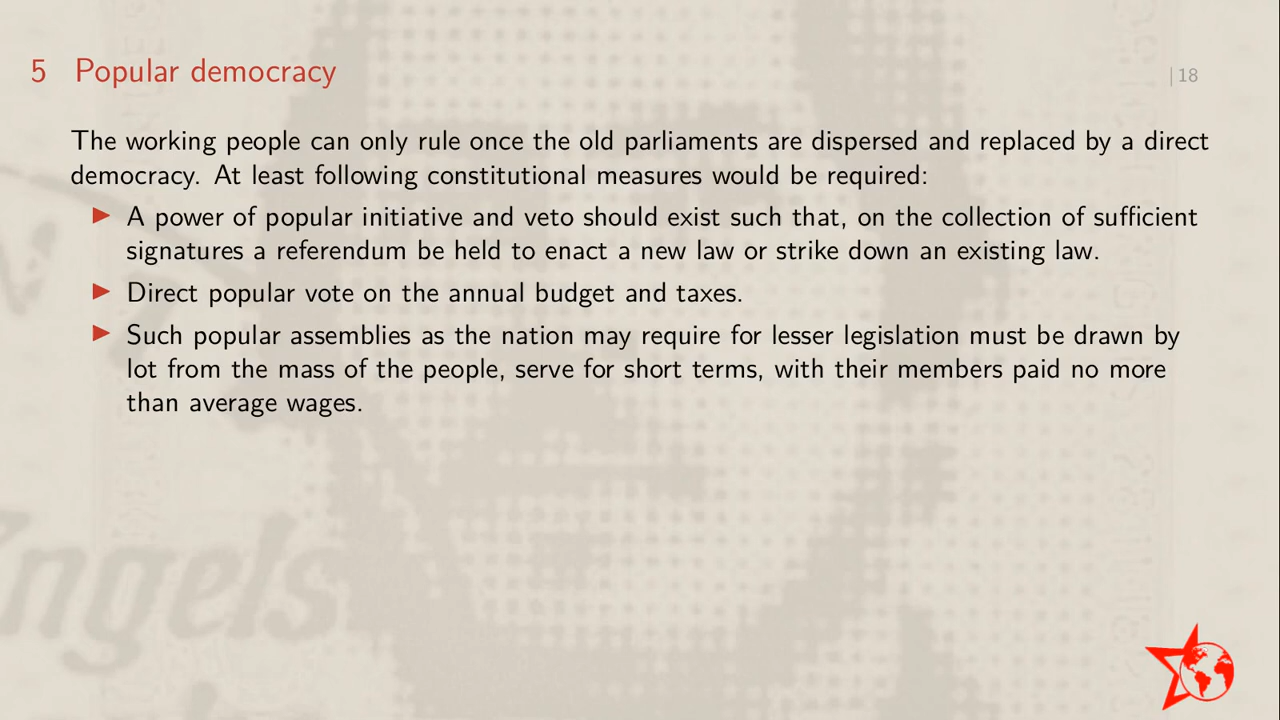 5 Popular democracy
| 18
The working people can only rule once the old parliaments are dispersed and replaced by a direct
democracy. At least following constitutional measures would be required:
▶ A power of popular initiative and veto should exist such that, on the collection of sufficient
signatures a referendum be held to enact a new law or strike down an existing law.
▶ Direct popular vote on the annual budget and taxes.
▶ Such popular assemblies as the nation may require for lesser legislation must be drawn by
lot from the mass of the people, serve for short terms, with their members paid no more
than average wages.
Engels